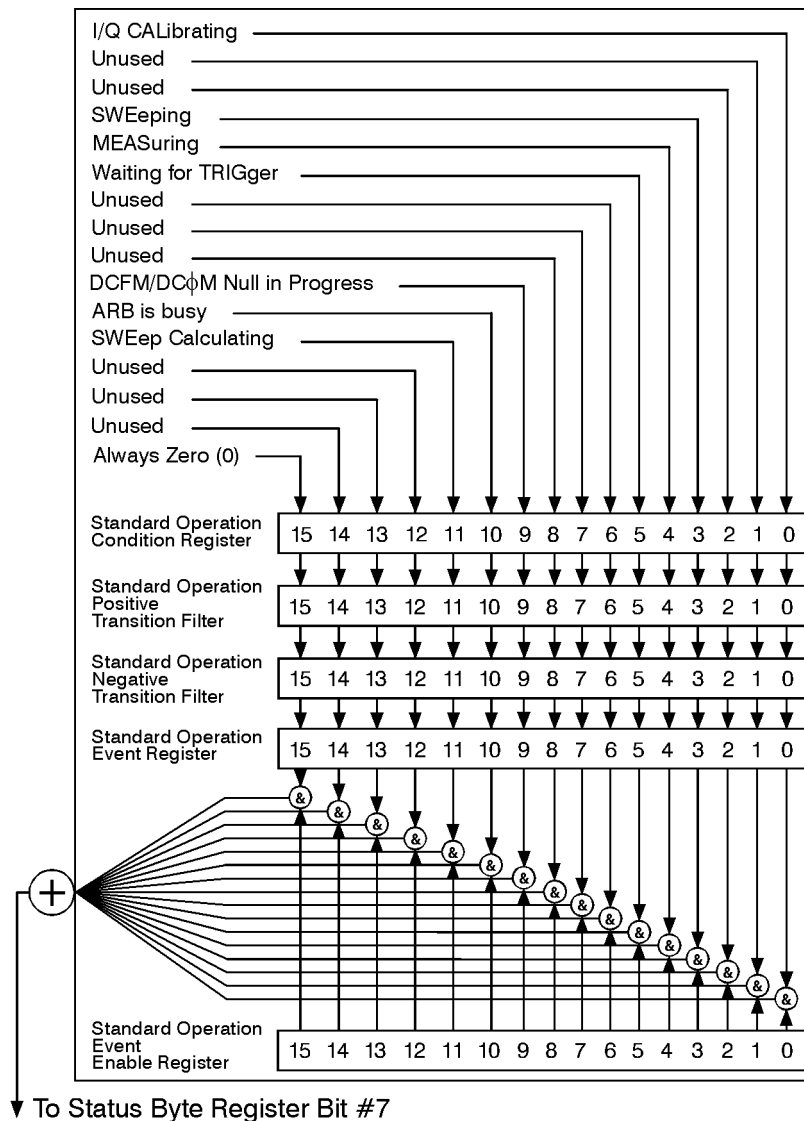 I/Q CALibrating
Unused
Unused
SWEeping
MEASuring
Waiting for TRIGger
Unused
Unused
Unused
DCFM/DCϕM Null in Progress
ARB is busy
SWEep Calculating
Unused
Unused
Unused
Always Zero (0)
Standard Operation
Condition Register
15 14 13 12 11 10 9 8 7 6 5 4 3 2 1 0
Standard Operation
Positive
Transition Filter
15 14 13 12 11 10 9 8 7 6 5 4 3 2 1 0
Standard Operation
Negative
Transition Filter
15 14 13 12 11 10 9 8 7 6 5 4 3 2 1 0
Standard Operation
Event Register
15 14 13 12 11 10 9 8 7 6 5 4 3 2 1 0
& & & & & & & & & & & & & & & &
+
Standard Operation
Event
Enable Register
15 14 13 12 11 10 9 8 7 6 5 4 3 2 1 0
To Status Byte Register Bit #7